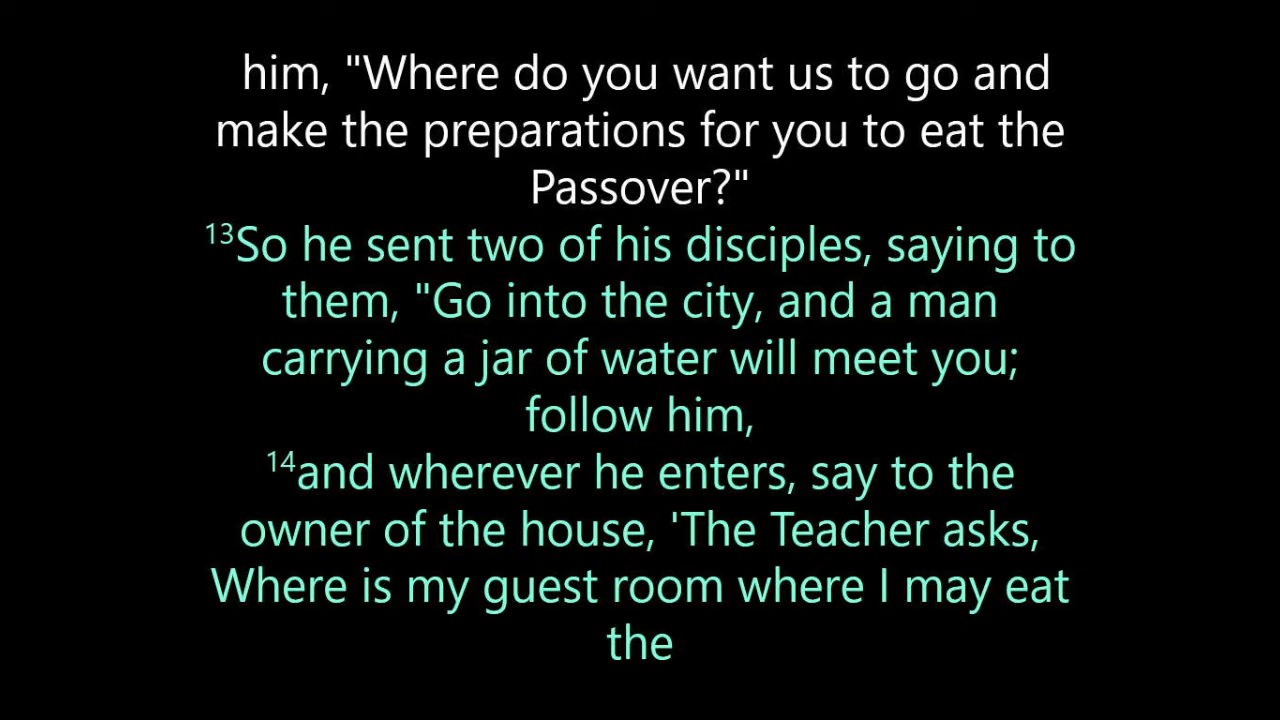 him, "Where do you want us to go and
make the preparations for you to eat the
Passover?"
¹³So he sent two of his disciples, saying to
them, "Go into the city, and a man
carrying a jar of water will meet you;
follow him,
¹⁴and wherever he enters, say to the
owner of the house, 'The Teacher asks,
Where is my guest room where I may eat
the